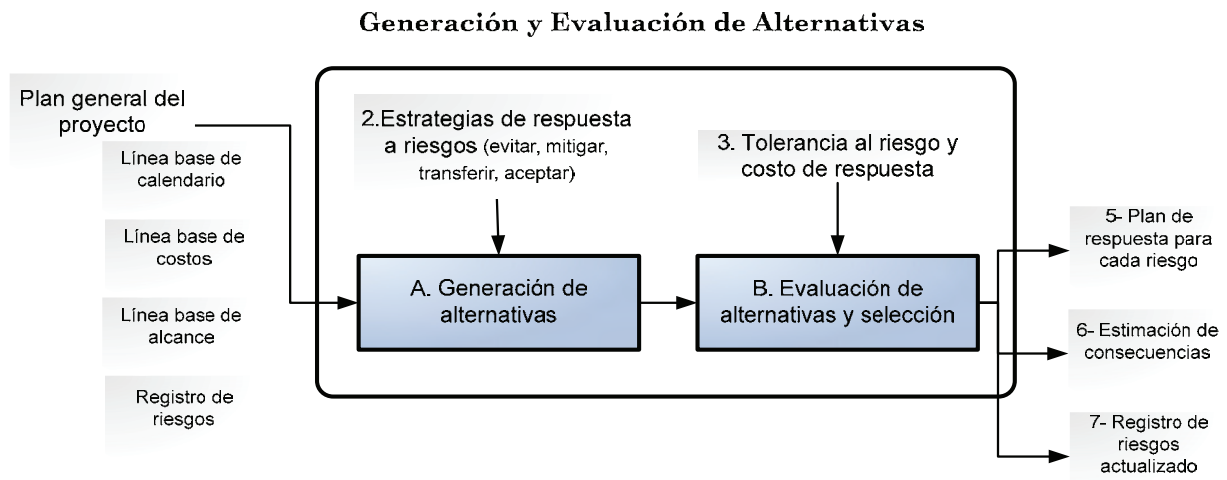 Generación y Evaluación de Alternativas
Plan general del
proyecto
Línea base de
calendario
Línea base de
costos
Línea base de
alcance
Registro de
riesgos
2.Estrategias de respuesta
a riesgos (evitar, mitigar,
transferir, aceptar)
3. Tolerancia al riesgo y
costo de respuesta
A. Generación de
alternativas
B. Evaluación de
alternativas y selección
5- Plan de
respuesta para
cada riesgo
6- Estimación de
consecuencias
7- Registro de
riesgos
actualizado